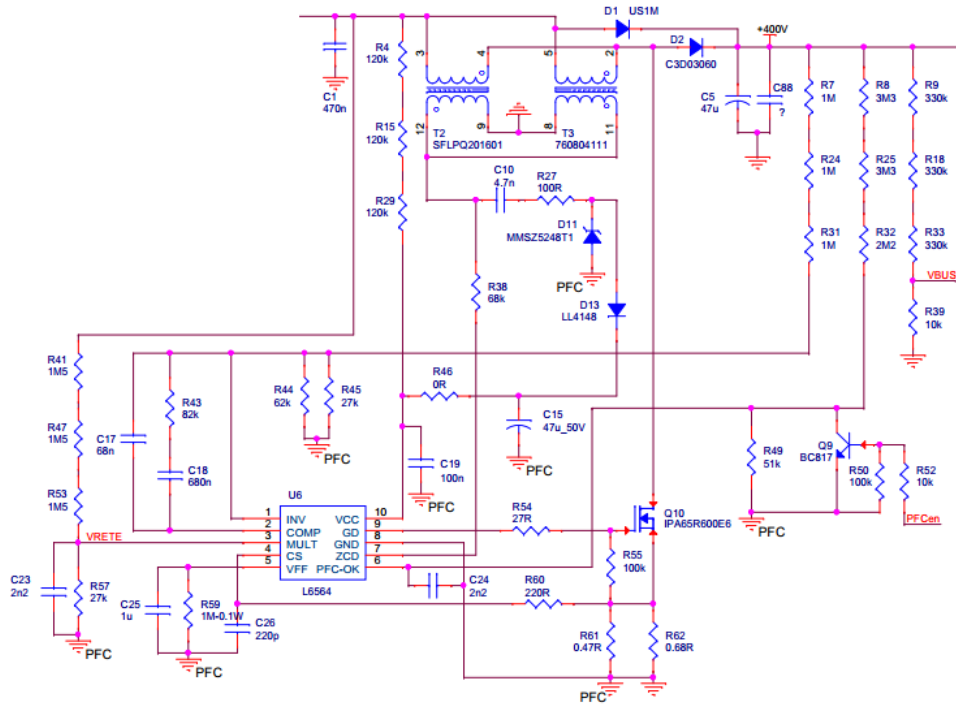 D1 US1M
+400V
D2
C3D03060
C1
470n
R4
120k
3
4
5
2
12
9
8
11
T2
SFLPQ201601
T3
760804111
C5
47u
C88
?
R7
1M
R8
3M3
R9
330k
R15
120k
R24
1M
R25
3M3
R18
330k
C10
4.7n
R27
100R
R29
120k
D11
MMSZ5248T1
PFC
R31
1M
R32
2M2
R33
330k
VBUS
R38
68k
D13
LL4148
R39
10k
R41
1M5
R46
0R
R43
82k
R44
62k
R45
27k
PFC
C15
47u_50V
PFC
R47
1M5
C17
68n
C18
680n
C19
100n
PFC
R49
51k
PFC
Q9
BC817
R50
100k
R52
10k
PFCen
R53
1M5
VRETE
U6
1
2
3
4
5
INV
COMP
MULT
CS
VFF
VCC
GD
GND
ZCD
PFC-OK
10
9
8
7
6
L6564
R54
27R
Q10
IPA65R600E6
R55
100k
C23
2n2
R57
27k
PFC
C25
1u
R59
1M-0.1W
C26
220p
PFC
C24
2n2
R60
220R
R61
0.47R
R62
0.68R
PFC